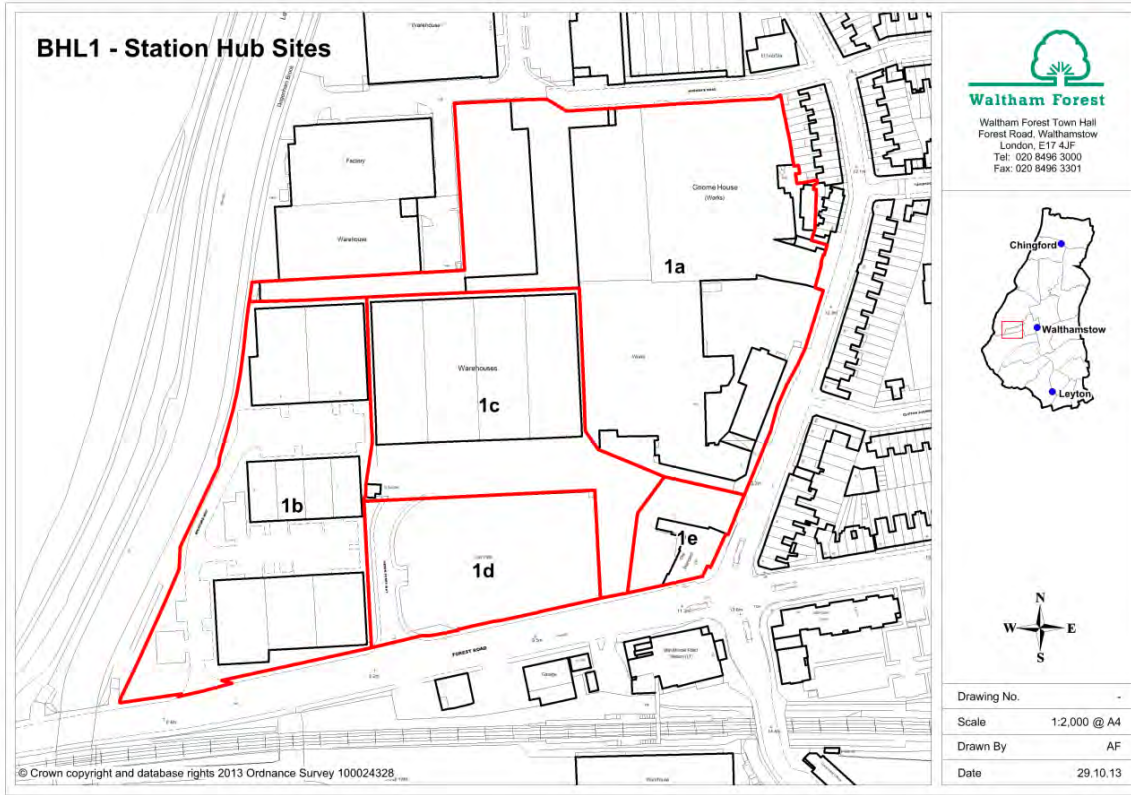 BHL1 - Station Hub Sites
Warehouse
Factory
Gnome House
(Works)
Warehouse
1a
Works
Warehouses
1c
1b
1d
1e
FOREST ROAD
Garage
Warehouse
© Crown copyright and database rights 2013 Ordnance Survey 100024328
Waltham Forest
Waltham Forest Town Hall
Forest Road, Walthamstow
London, E17 4JF
Tel: 020 8496 3000
Fax: 020 8496 3301
Chingford
Walthamstow
Leyton
N
W E
S
Drawing No. -
Scale 1:2,000 @ A4
Drawn By AF
Date 29.10.13